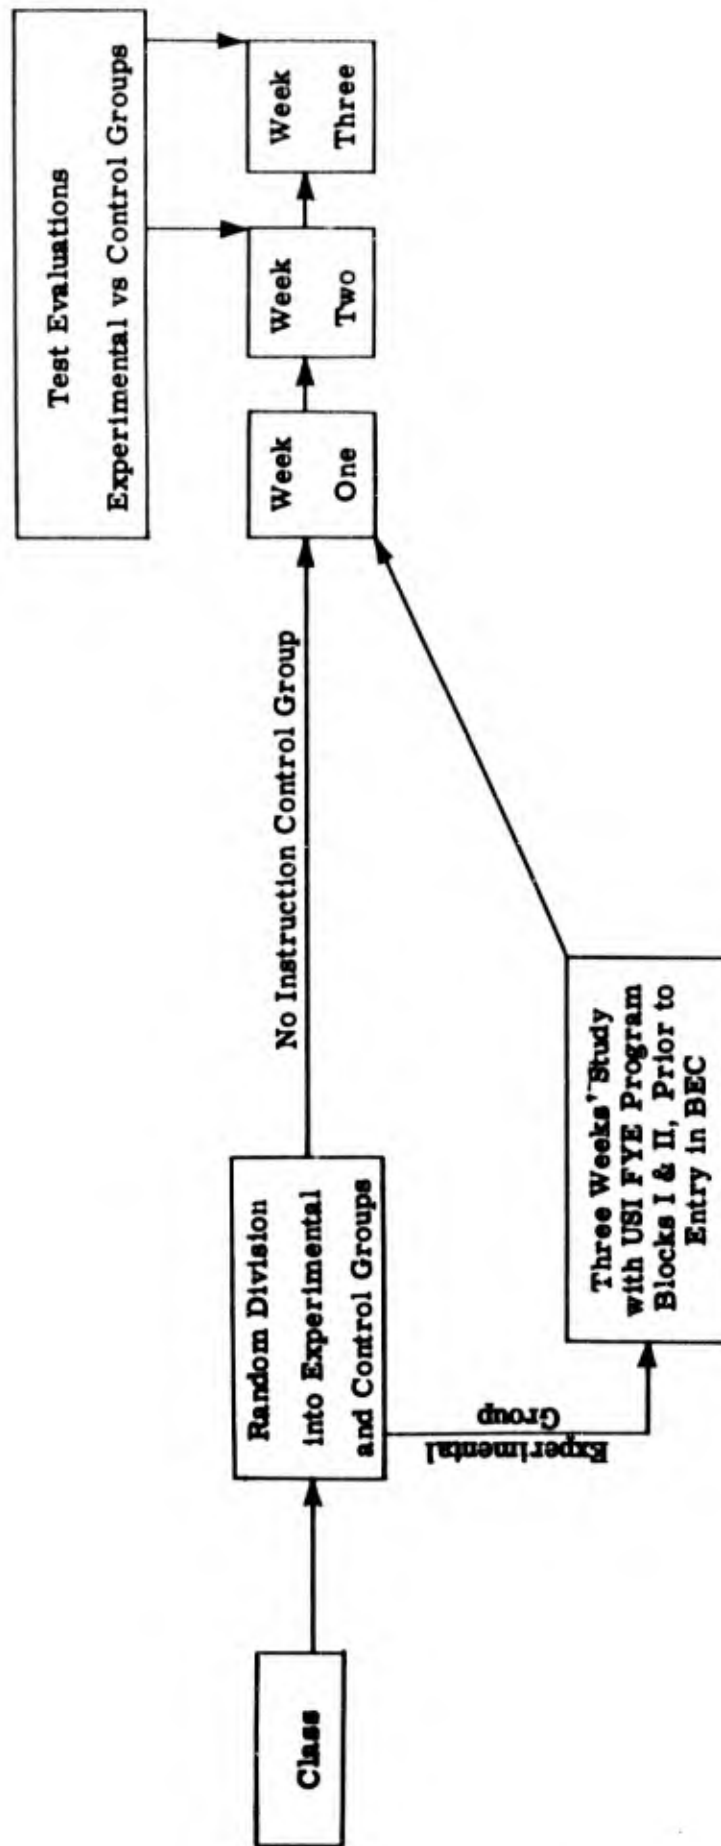 Class
Random Division
into Experimental
and Control Groups
No Instruction Control Group
Experimental
Group
Three Weeks' Study
with USI FYE Program
Blocks I & II, Prior to
Entry in BEC
Week
One
Week
Two
Week
Three
Test Evaluations
Experimental vs Control Groups